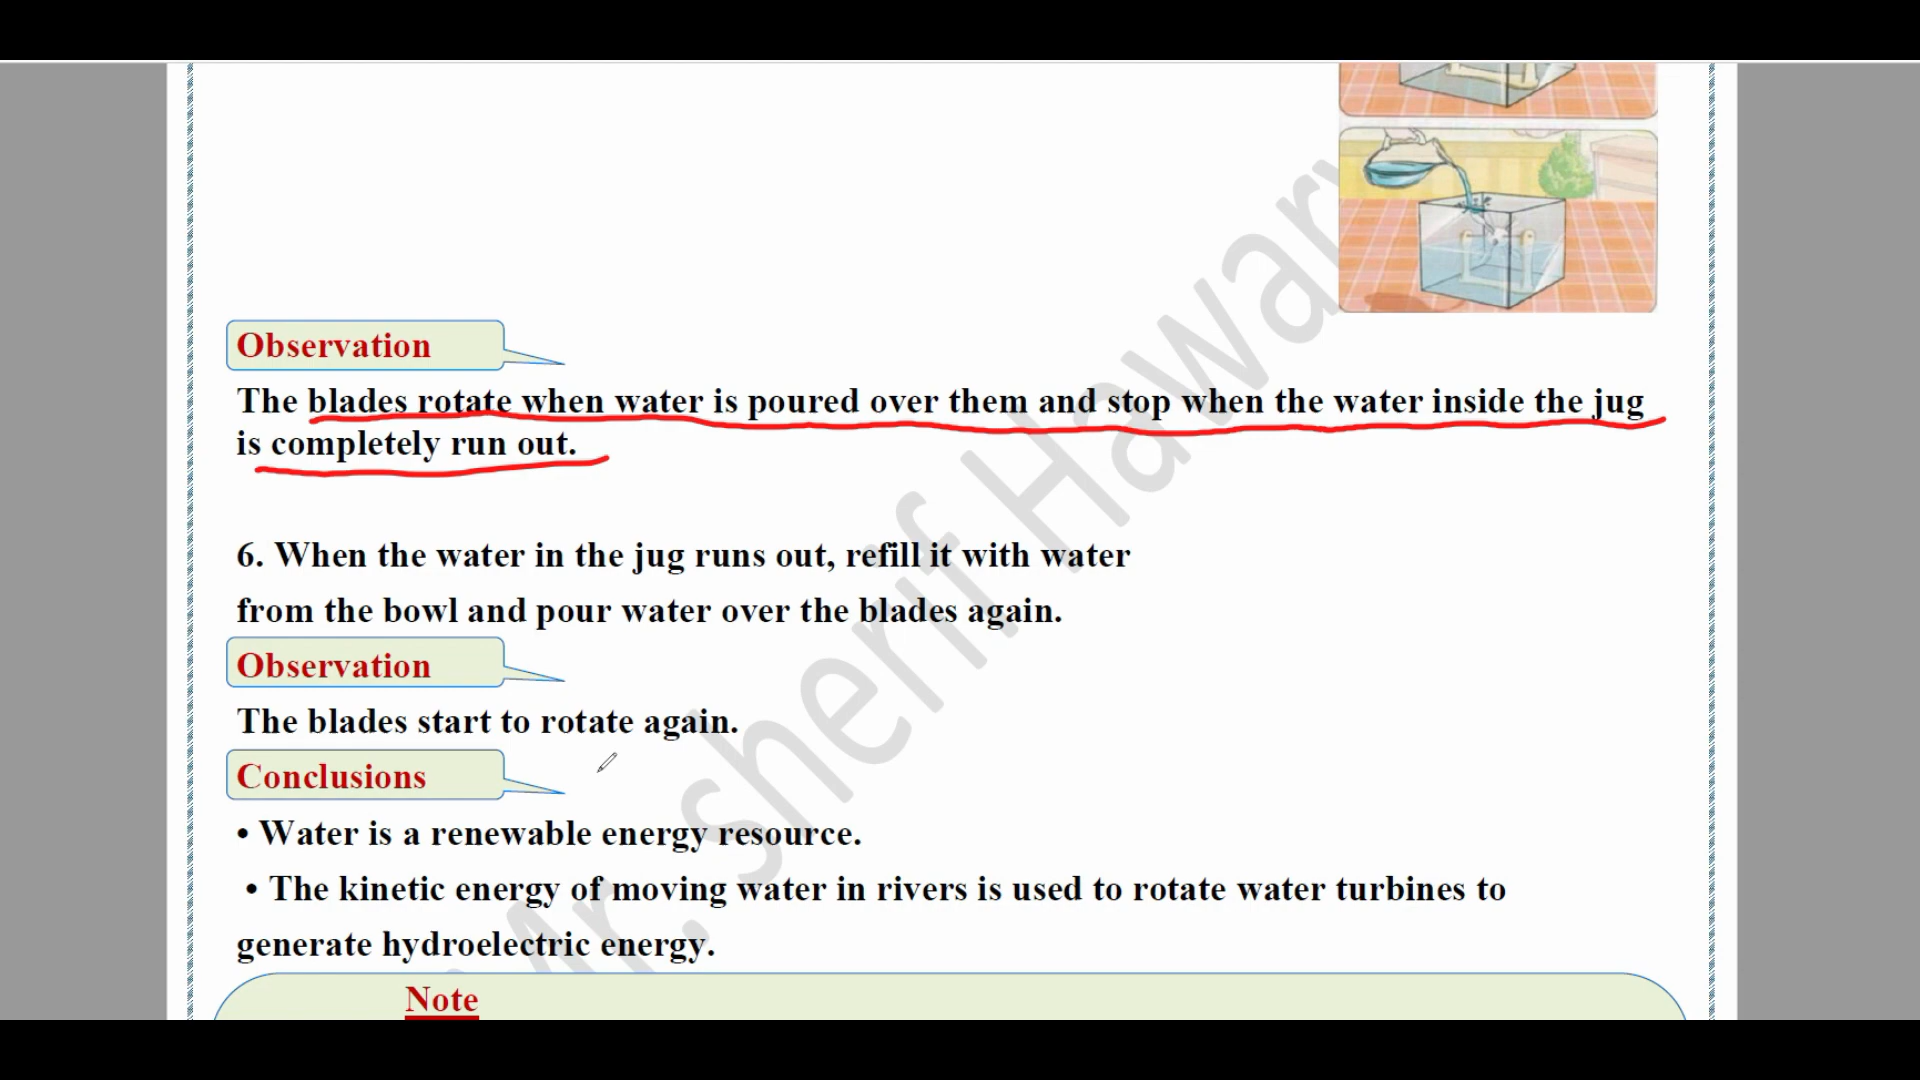 Observation
The blades rotate when water is poured over them and stop when the water inside the jug
is completely run out.
6. When the water in the jug runs out, refill it with water
from the bowl and pour water over the blades again.
Observation
The blades start to rotate again.
Conclusions
• Water is a renewable energy resource.
• The kinetic energy of moving water in rivers is used to rotate water turbines to
generate hydroelectric energy.
Note
Mr. sherif Hawary